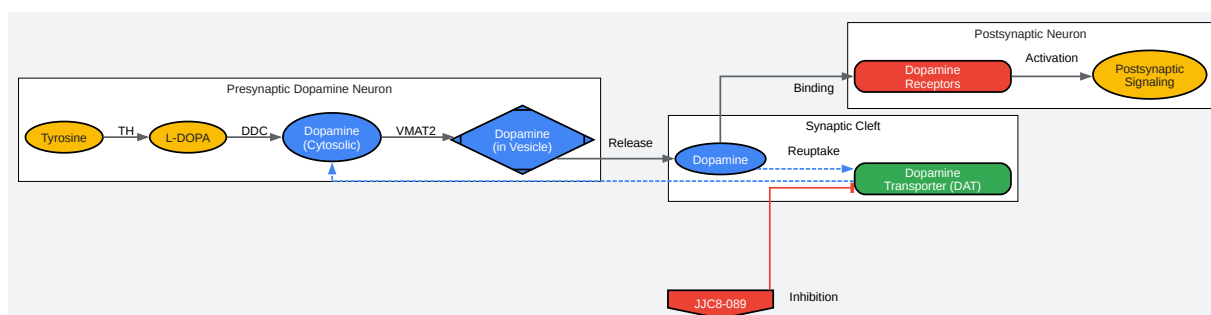 Postsynaptic Neuron
Dopamine
Receptors
Activation
Postsynaptic
Signaling
Binding
Presynaptic Dopamine Neuron
Tyrosine
TH
L-DOPA
DDC
Dopamine
(Cytosolic)
VMAT2
Dopamine
(in Vesicle)
Release
Synaptic Cleft
Dopamine
Reuptake
Dopamine
Transporter (DAT)
JJC8-089
Inhibition